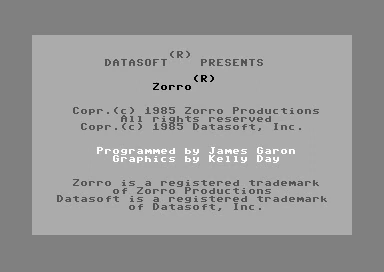 (R)
DATASOFT PRESENTS
(R)
Zorro
Copr.(c) 1985 Zorro Productions
All rights reserved
Copr.(c) 1985 Datasoft, Inc.
Programmed by James Garon
Graphics by Kelly Day
Zorro is a registered trademark
of Zorro Productions
Datasoft is a registered trademark
of Datasoft, Inc.